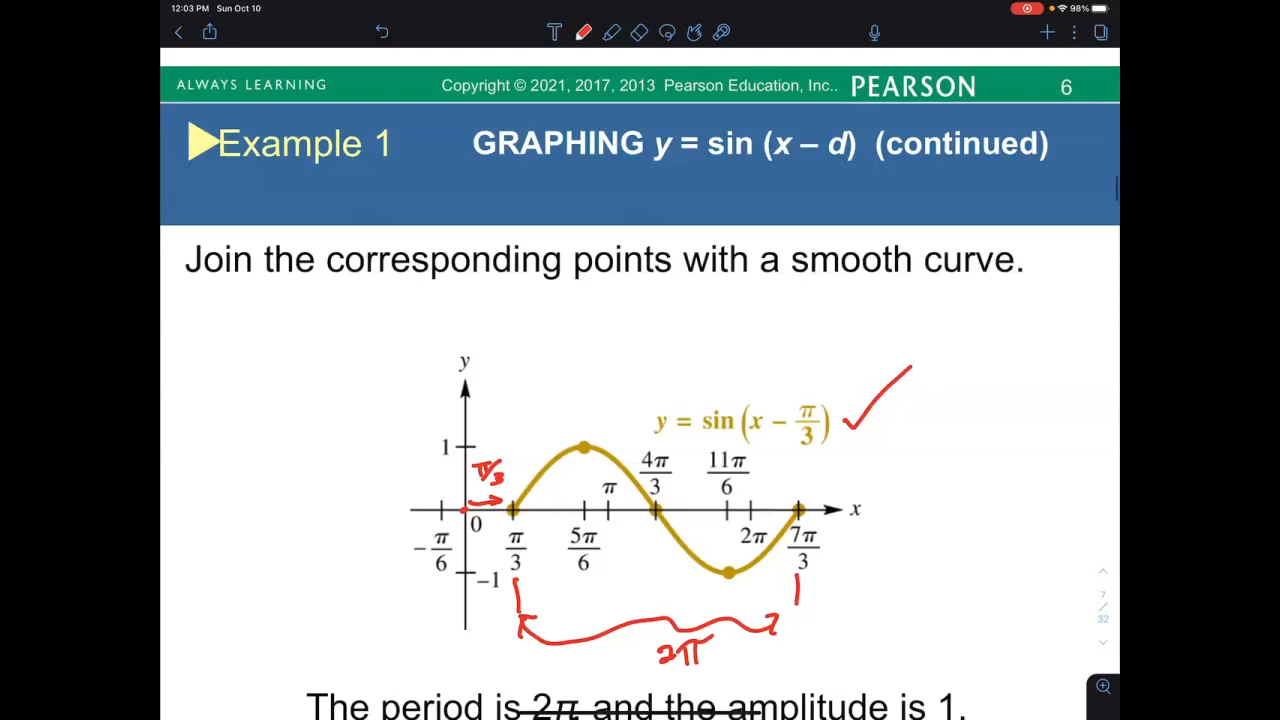 12:03 PM Sun Oct 10
98%
ALWAYS LEARNING Copyright © 2021, 2017, 2013 Pearson Education, Inc.. PEARSON 6
Example 1 GRAPHING y = sin (x – d) (continued)
Join the corresponding points with a smooth curve.
y
y = sin(x − π/3)
1
π/3
π
4π/3
11π/6
x
0
−π/6
π/3
5π/6
2π
7π/3
−1
2π
7
/
32
The period is 2π and the amplitude is 1.